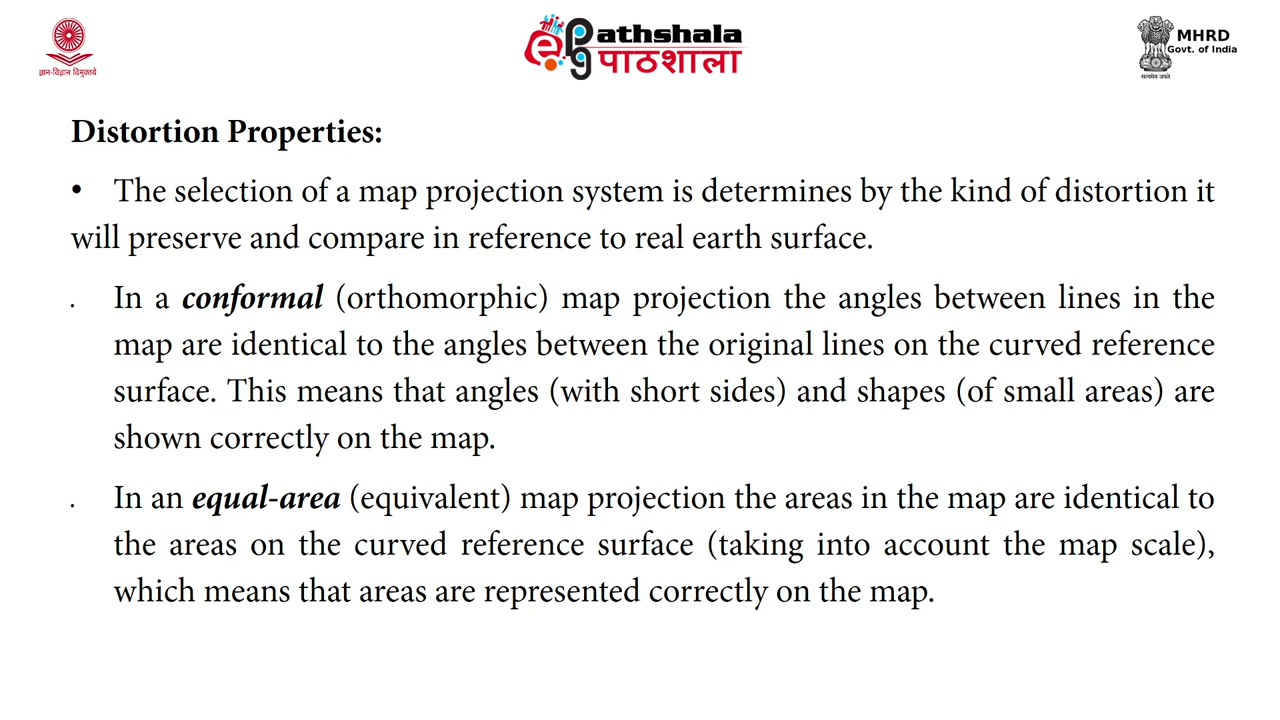 ज्ञान-विज्ञान विमुक्तये
e Pathshala
पाठशाला
MHRD
Govt. of India
सत्यमेव जयते
Distortion Properties:
• The selection of a map projection system is determines by the kind of distortion it
will preserve and compare in reference to real earth surface.
. In a conformal (orthomorphic) map projection the angles between lines in the
map are identical to the angles between the original lines on the curved reference
surface. This means that angles (with short sides) and shapes (of small areas) are
shown correctly on the map.
. In an equal-area (equivalent) map projection the areas in the map are identical to
the areas on the curved reference surface (taking into account the map scale),
which means that areas are represented correctly on the map.